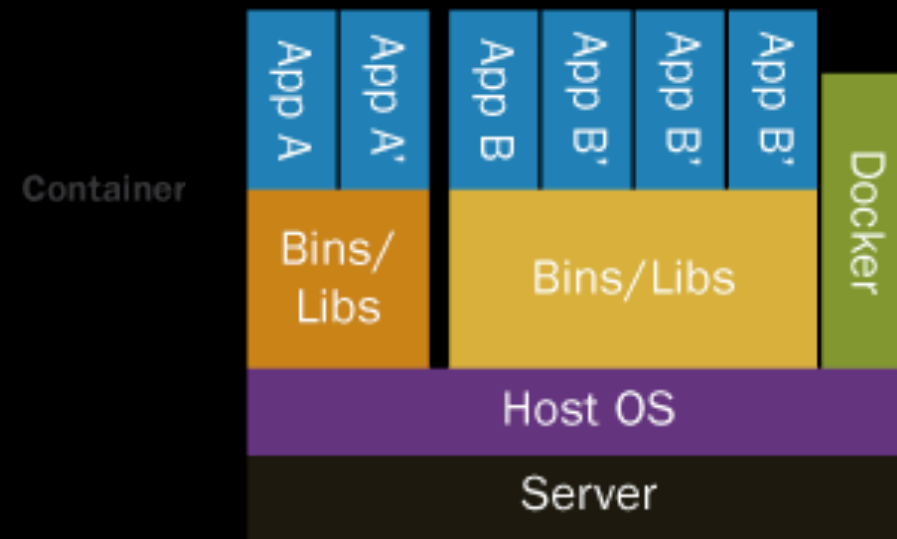 App A
App A'
App B
App B'
App B'
App B'
Docker
Container
Bins/
Libs
Bins/Libs
Host OS
Server